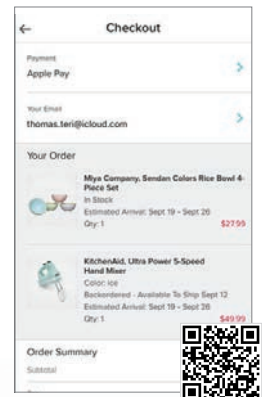 Checkout
Payment
Apple Pay
Your Email
thomas.teri@icloud.com
Your Order
Miya Company, Sendan Colors Rice Bowl 4-
Piece Set
In Stock
Estimated Arrival: Sept 19 - Sept 26
Qty: 1
$27.99
KitchenAid, Ultra Power 5-Speed
Hand Mixer
Color: Ice
Backordered - Available To Ship Sept 12
Estimated Arrival: Sept 19 - Sept 26
Qty: 1
$49.99
Order Summary
Subtotal